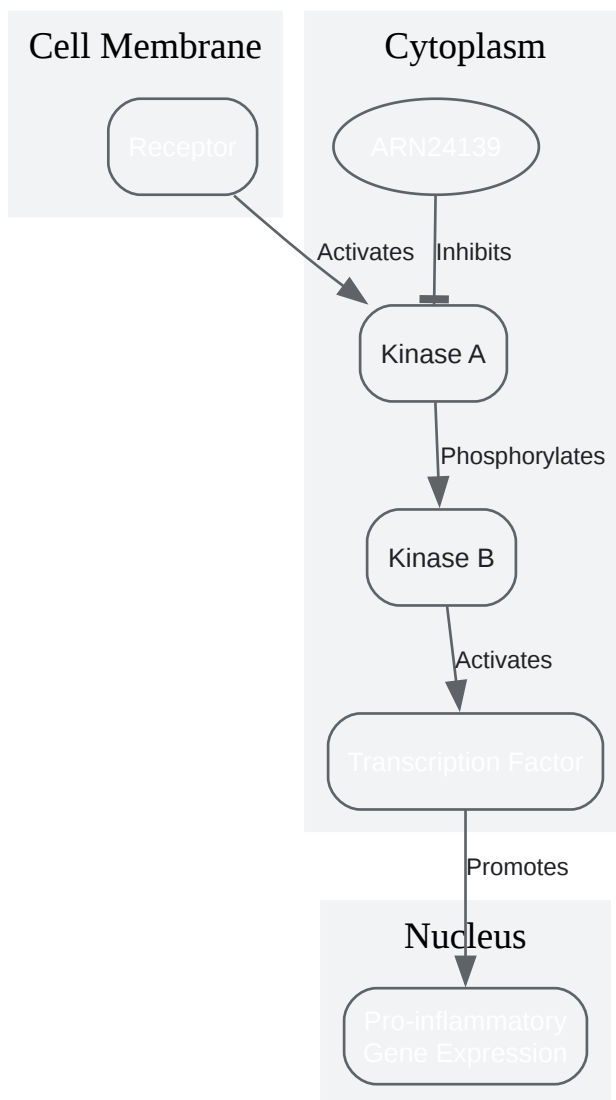 Cell Membrane
Cytoplasm
Receptor
ARN24139
Activates
Inhibits
Kinase A
Phosphorylates
Kinase B
Activates
Transcription Factor
Promotes
Nucleus
Pro-inflammatory
Gene Expression